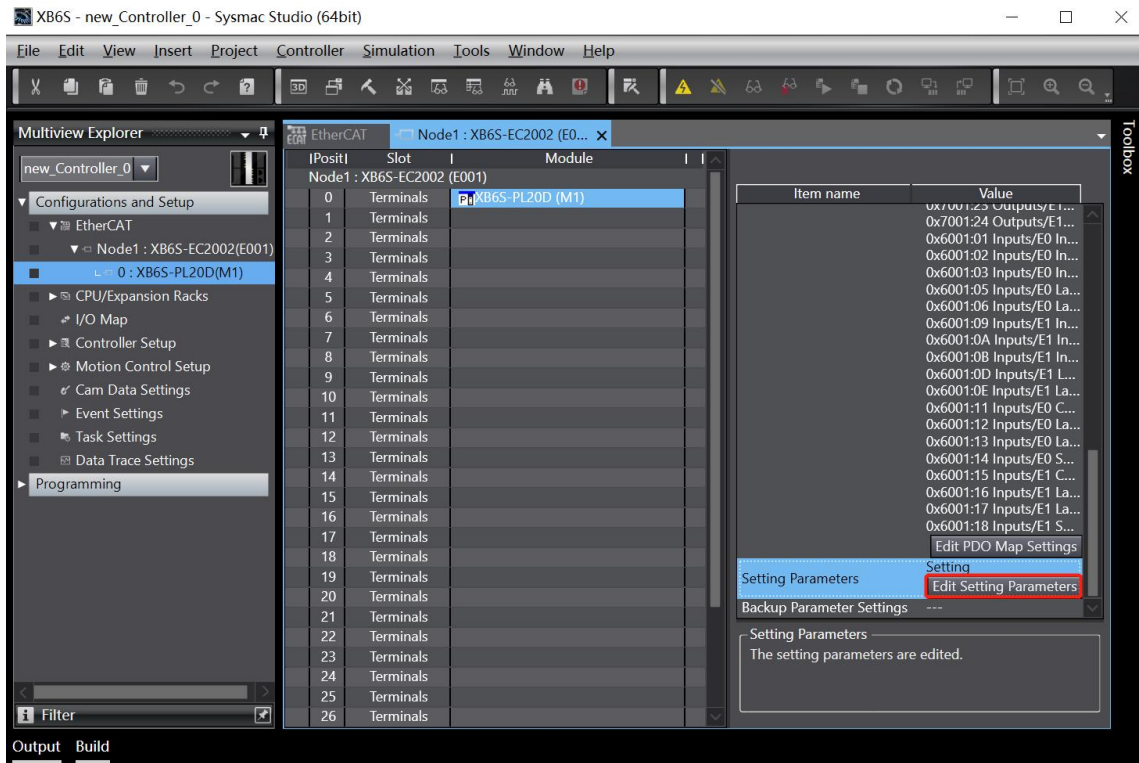 XB6S - new_Controller_0 - Sysmac Studio (64bit)
File Edit View Insert Project Controller Simulation Tools Window Help
Multiview Explorer
new_Controller_0
Configurations and Setup
EtherCAT
Node1 : XB6S-EC2002(E001)
0 : XB6S-PL20D(M1)
CPU/Expansion Racks
I/O Map
Controller Setup
Motion Control Setup
Cam Data Settings
Event Settings
Task Settings
Data Trace Settings
Programming
Filter
EtherCAT
Node1 : XB6S-EC2002 (E0...
Posit Slot Module
Node1 : XB6S-EC2002 (E001)
0 Terminals XB6S-PL20D (M1)
1 Terminals
2 Terminals
3 Terminals
4 Terminals
5 Terminals
6 Terminals
7 Terminals
8 Terminals
9 Terminals
10 Terminals
11 Terminals
12 Terminals
13 Terminals
14 Terminals
15 Terminals
16 Terminals
17 Terminals
18 Terminals
19 Terminals
20 Terminals
21 Terminals
22 Terminals
23 Terminals
24 Terminals
25 Terminals
26 Terminals
Item name Value
0x7001:23 Outputs/E1...
0x7001:24 Outputs/E1...
0x6001:01 Inputs/E0 In...
0x6001:02 Inputs/E0 In...
0x6001:03 Inputs/E0 In...
0x6001:05 Inputs/E0 La...
0x6001:06 Inputs/E0 La...
0x6001:09 Inputs/E1 In...
0x6001:0A Inputs/E1 In...
0x6001:0B Inputs/E1 In...
0x6001:0D Inputs/E1 L...
0x6001:0E Inputs/E1 La...
0x6001:11 Inputs/E0 C...
0x6001:12 Inputs/E0 La...
0x6001:13 Inputs/E0 La...
0x6001:14 Inputs/E0 S...
0x6001:15 Inputs/E1 C...
0x6001:16 Inputs/E1 La...
0x6001:17 Inputs/E1 La...
0x6001:18 Inputs/E1 S...
Edit PDO Map Settings
Setting
Setting Parameters
Edit Setting Parameters
Backup Parameter Settings ---
Setting Parameters
The setting parameters are edited.
Toolbox
Output Build